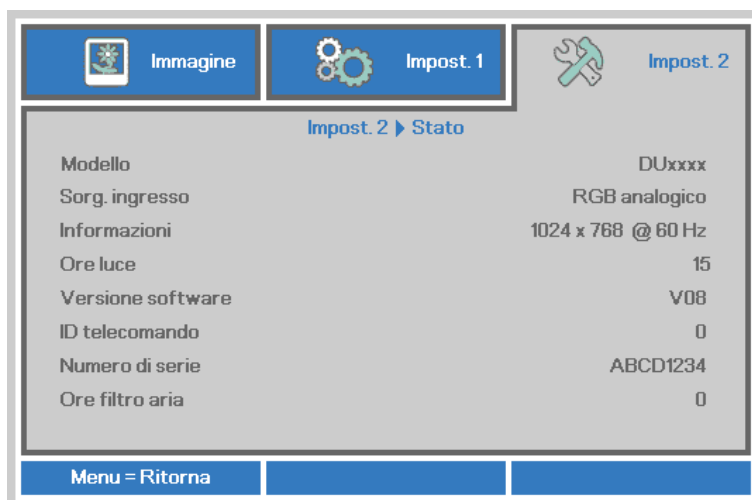 Immagine Impost. 1 Impost. 2
Impost. 2 ▶ Stato
Modello DUxxxx
Sorg. ingresso RGB analogico
Informazioni 1024 x 768 @ 60 Hz
Ore luce 15
Versione software V08
ID telecomando 0
Numero di serie ABCD1234
Ore filtro aria 0
Menu = Ritorna